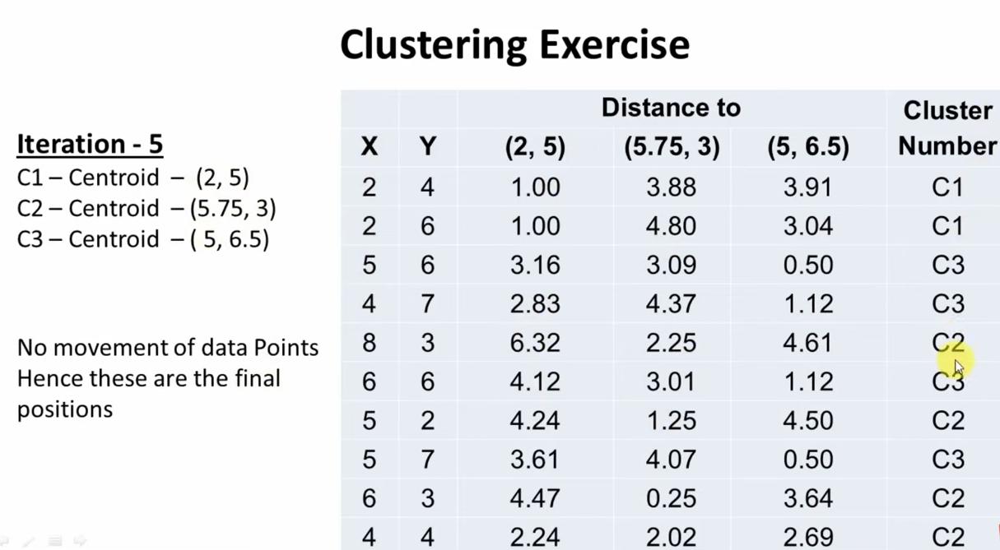 Clustering Exercise
Iteration - 5
C1 – Centroid – (2, 5)
C2 – Centroid – (5.75, 3)
C3 – Centroid – ( 5, 6.5)
No movement of data Points
Hence these are the final
positions
Distance to Cluster
X Y (2, 5) (5.75, 3) (5, 6.5) Number
2 4 1.00 3.88 3.91 C1
2 6 1.00 4.80 3.04 C1
5 6 3.16 3.09 0.50 C3
4 7 2.83 4.37 1.12 C3
8 3 6.32 2.25 4.61 C2
6 6 4.12 3.01 1.12 C3
5 2 4.24 1.25 4.50 C2
5 7 3.61 4.07 0.50 C3
6 3 4.47 0.25 3.64 C2
4 4 2.24 2.02 2.69 C2